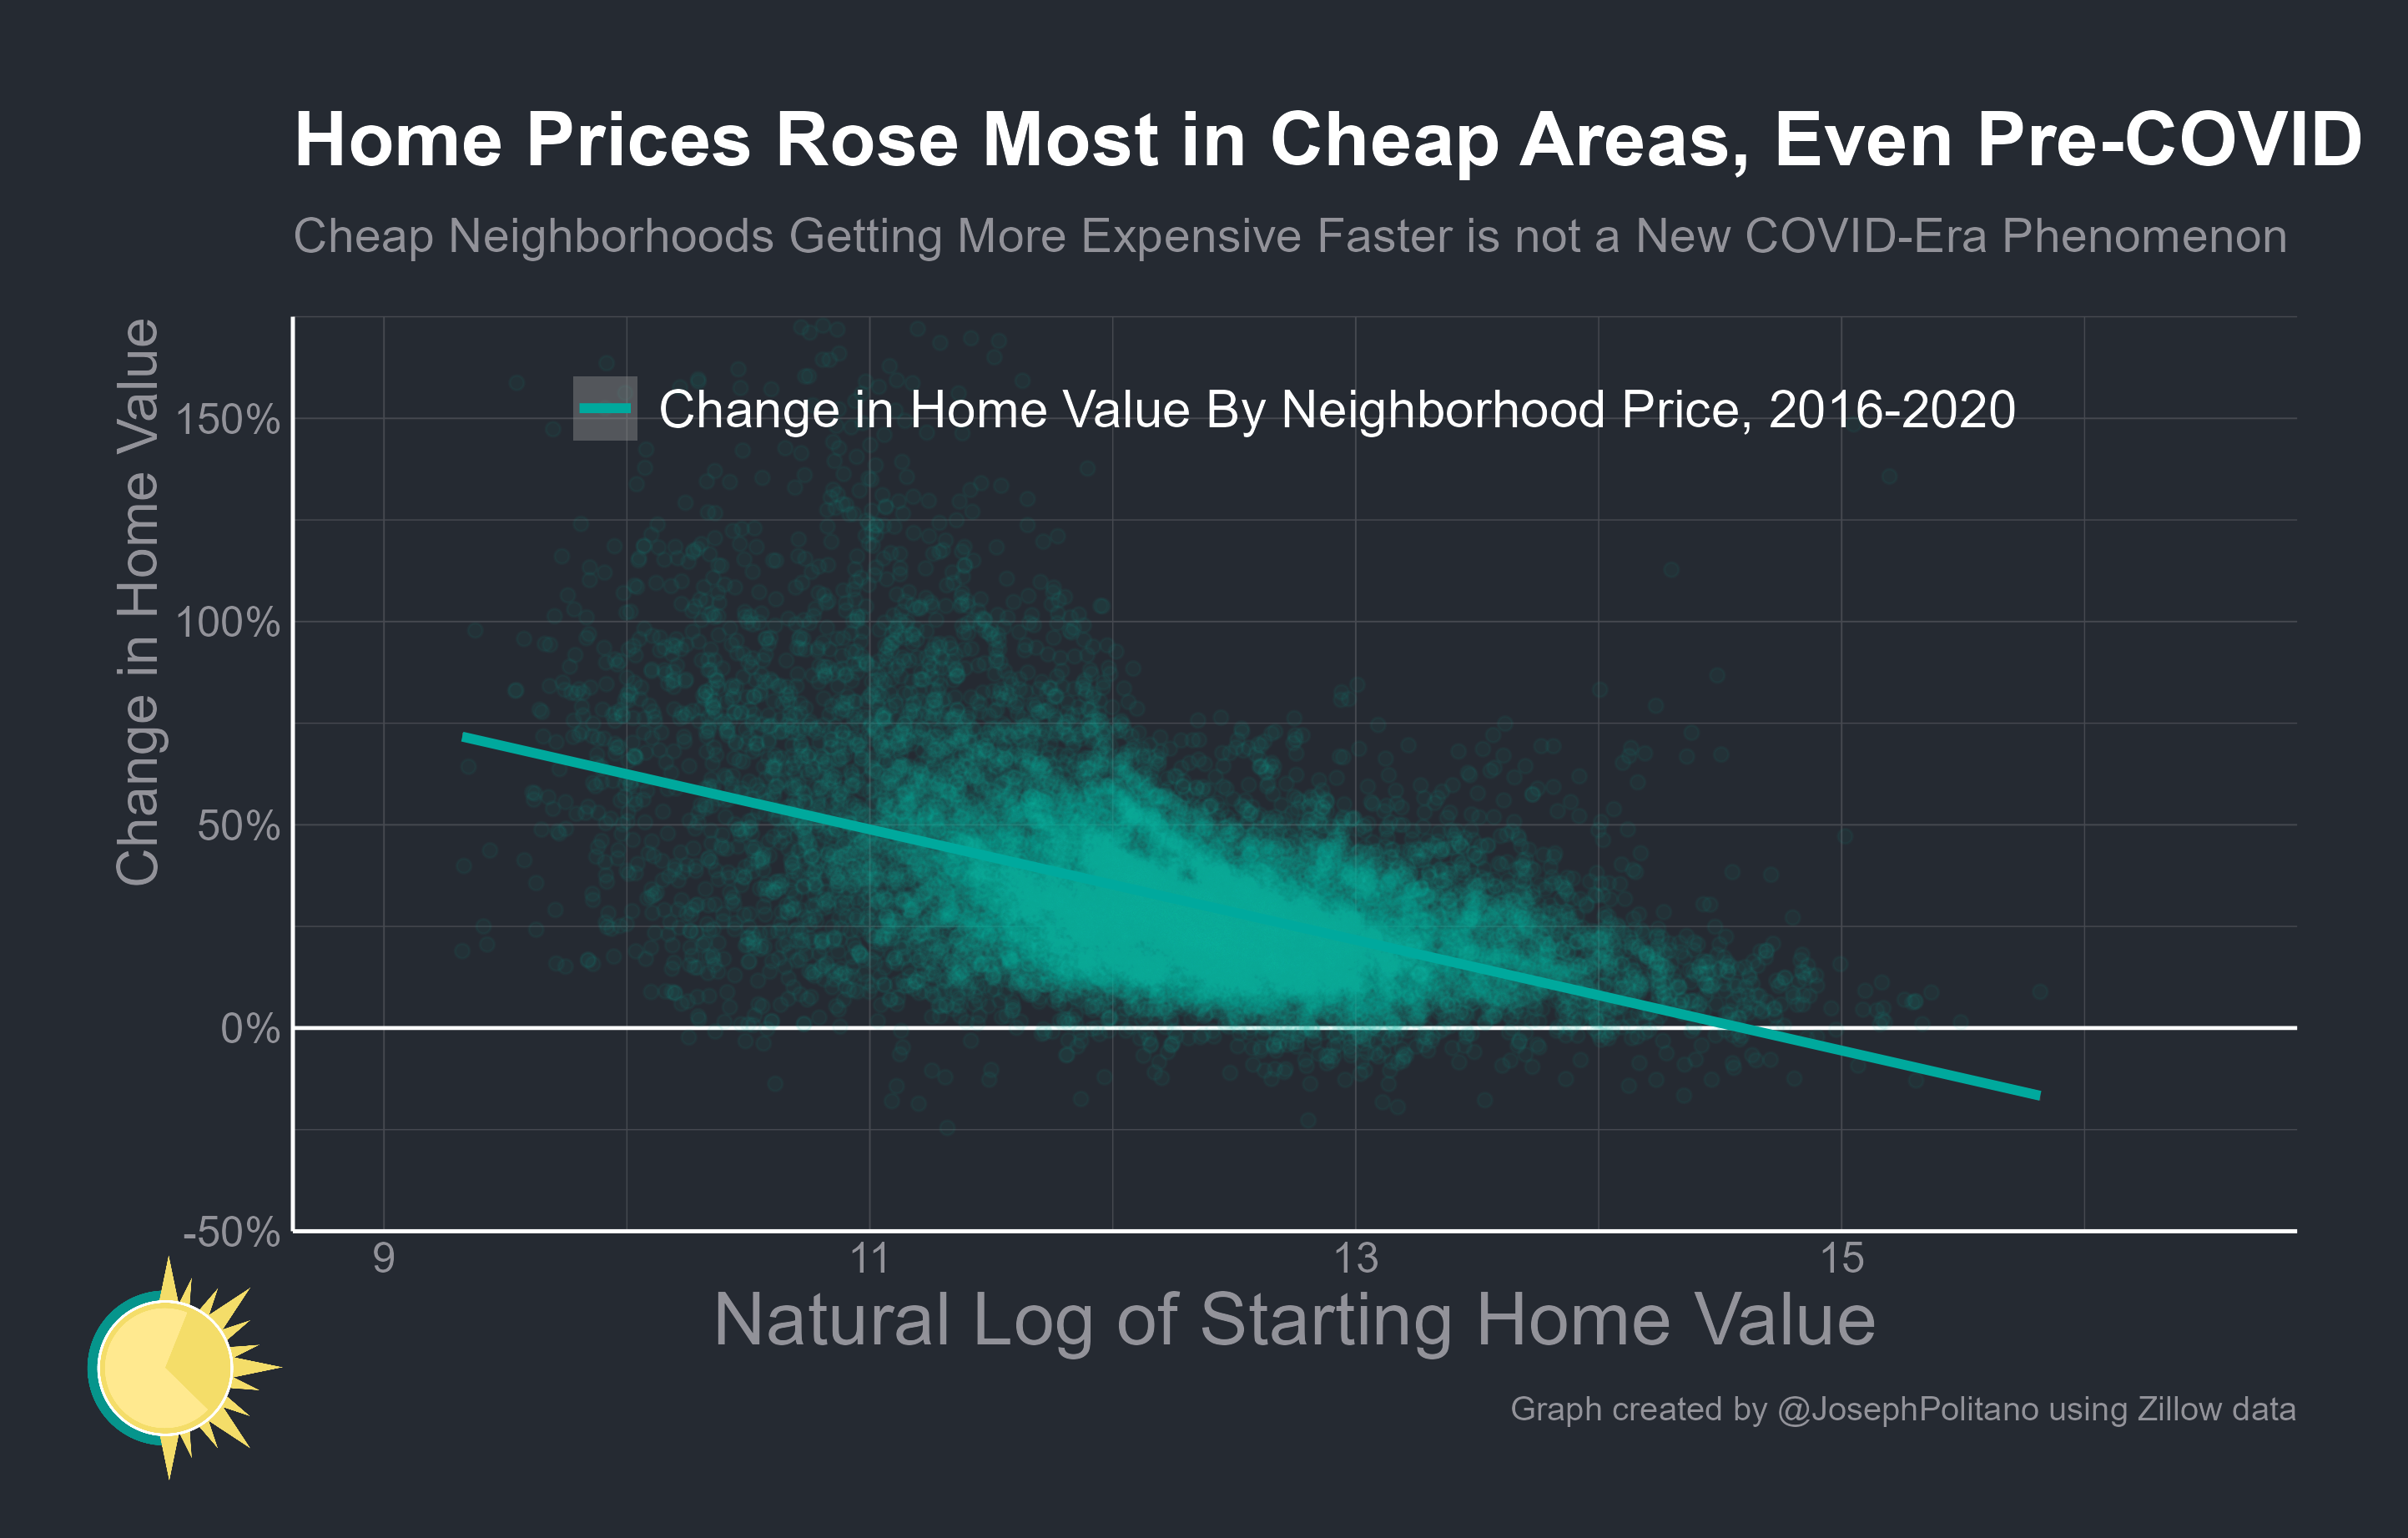 Home Prices Rose Most in Cheap Areas, Even Pre-COVID
Cheap Neighborhoods Getting More Expensive Faster is not a New COVID-Era Phenomenon
Change in Home Value
Change in Home Value By Neighborhood Price, 2016-2020
150%
100%
50%
0%
-50%
9 11 13 15
Natural Log of Starting Home Value
Graph created by @JosephPolitano using Zillow data